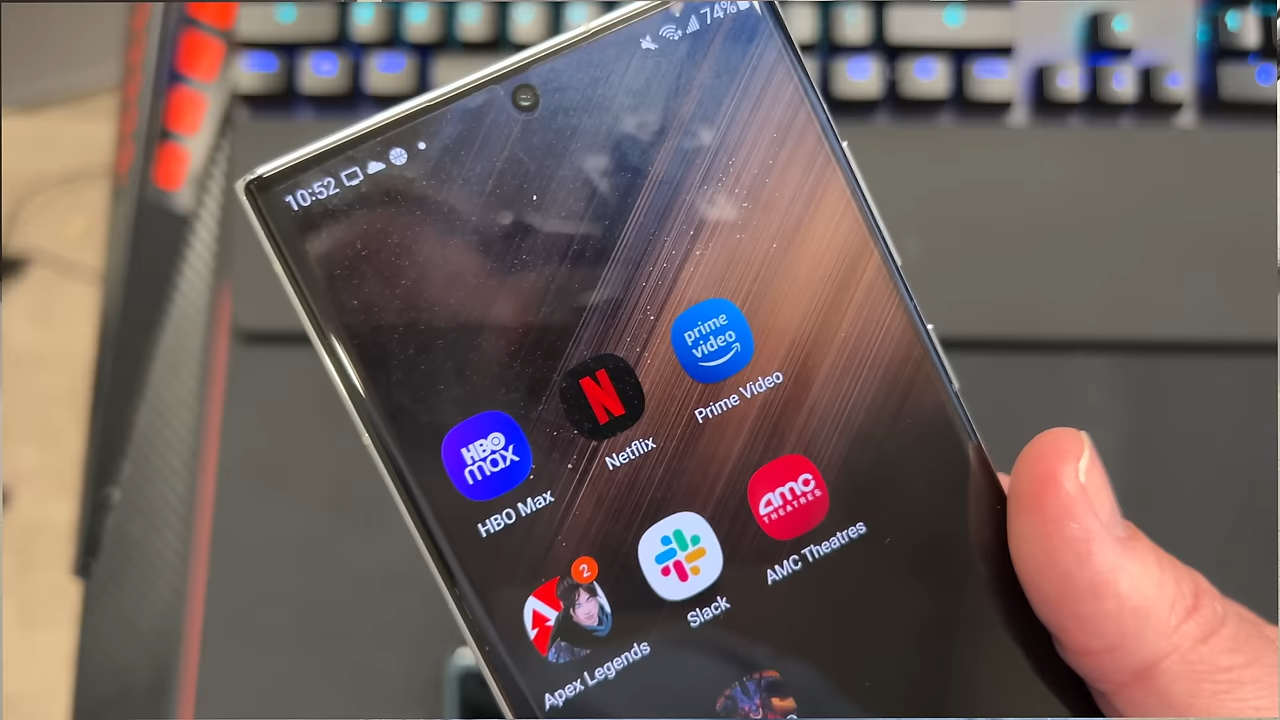 10:52
74%
HBO
max
HBO Max
N
Netflix
prime
video
Prime Video
2
Apex Legends
Slack
AMC
THEATRES
AMC Theatres